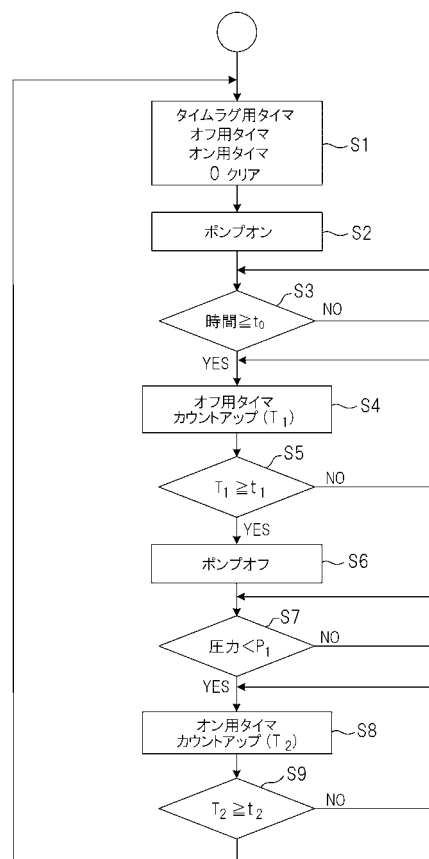 タイムラグ用タイマ
オフ用タイマ
オン用タイマ
0 クリア
S1
ポンプオン
S2
S3
時間≧t₀
NO
YES
オフ用タイマ
カウントアップ(T₁)
S4
S5
T₁≧t₁
NO
YES
ポンプオフ
S6
S7
圧力<P₁
NO
YES
オン用タイマ
カウントアップ(T₂)
S8
S9
T₂≧t₂
NO